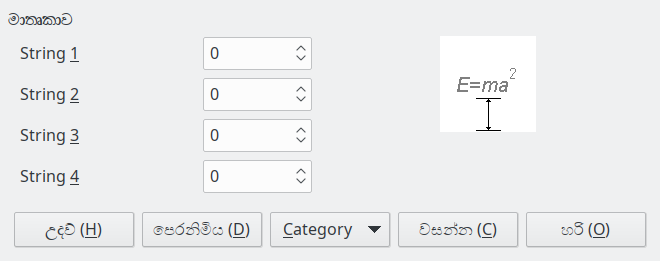 මාතෘකාව
String 1 0
String 2 0
String 3 0
String 4 0
E=ma²
උදව් (H) පෙරනිමිය (D) Category වසන්න (C) හරි (O)